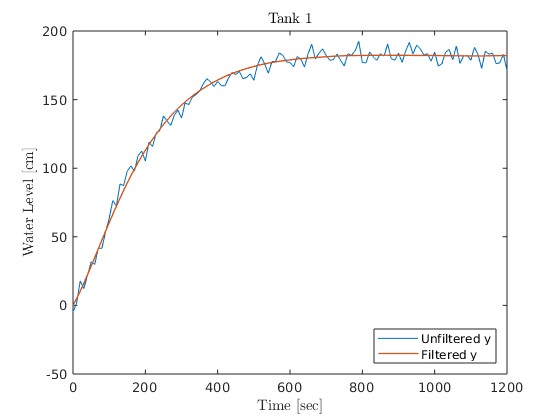 Tank 1
200
150
100
50
0
-50
Water Level [cm]
0 200 400 600 800 1000 1200
Time [sec]
Unfiltered y
Filtered y